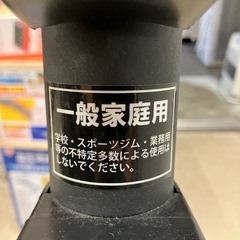 一般家庭用
学校・スポーツジム・業務用
等の不特定多数による使用は
しないでください。